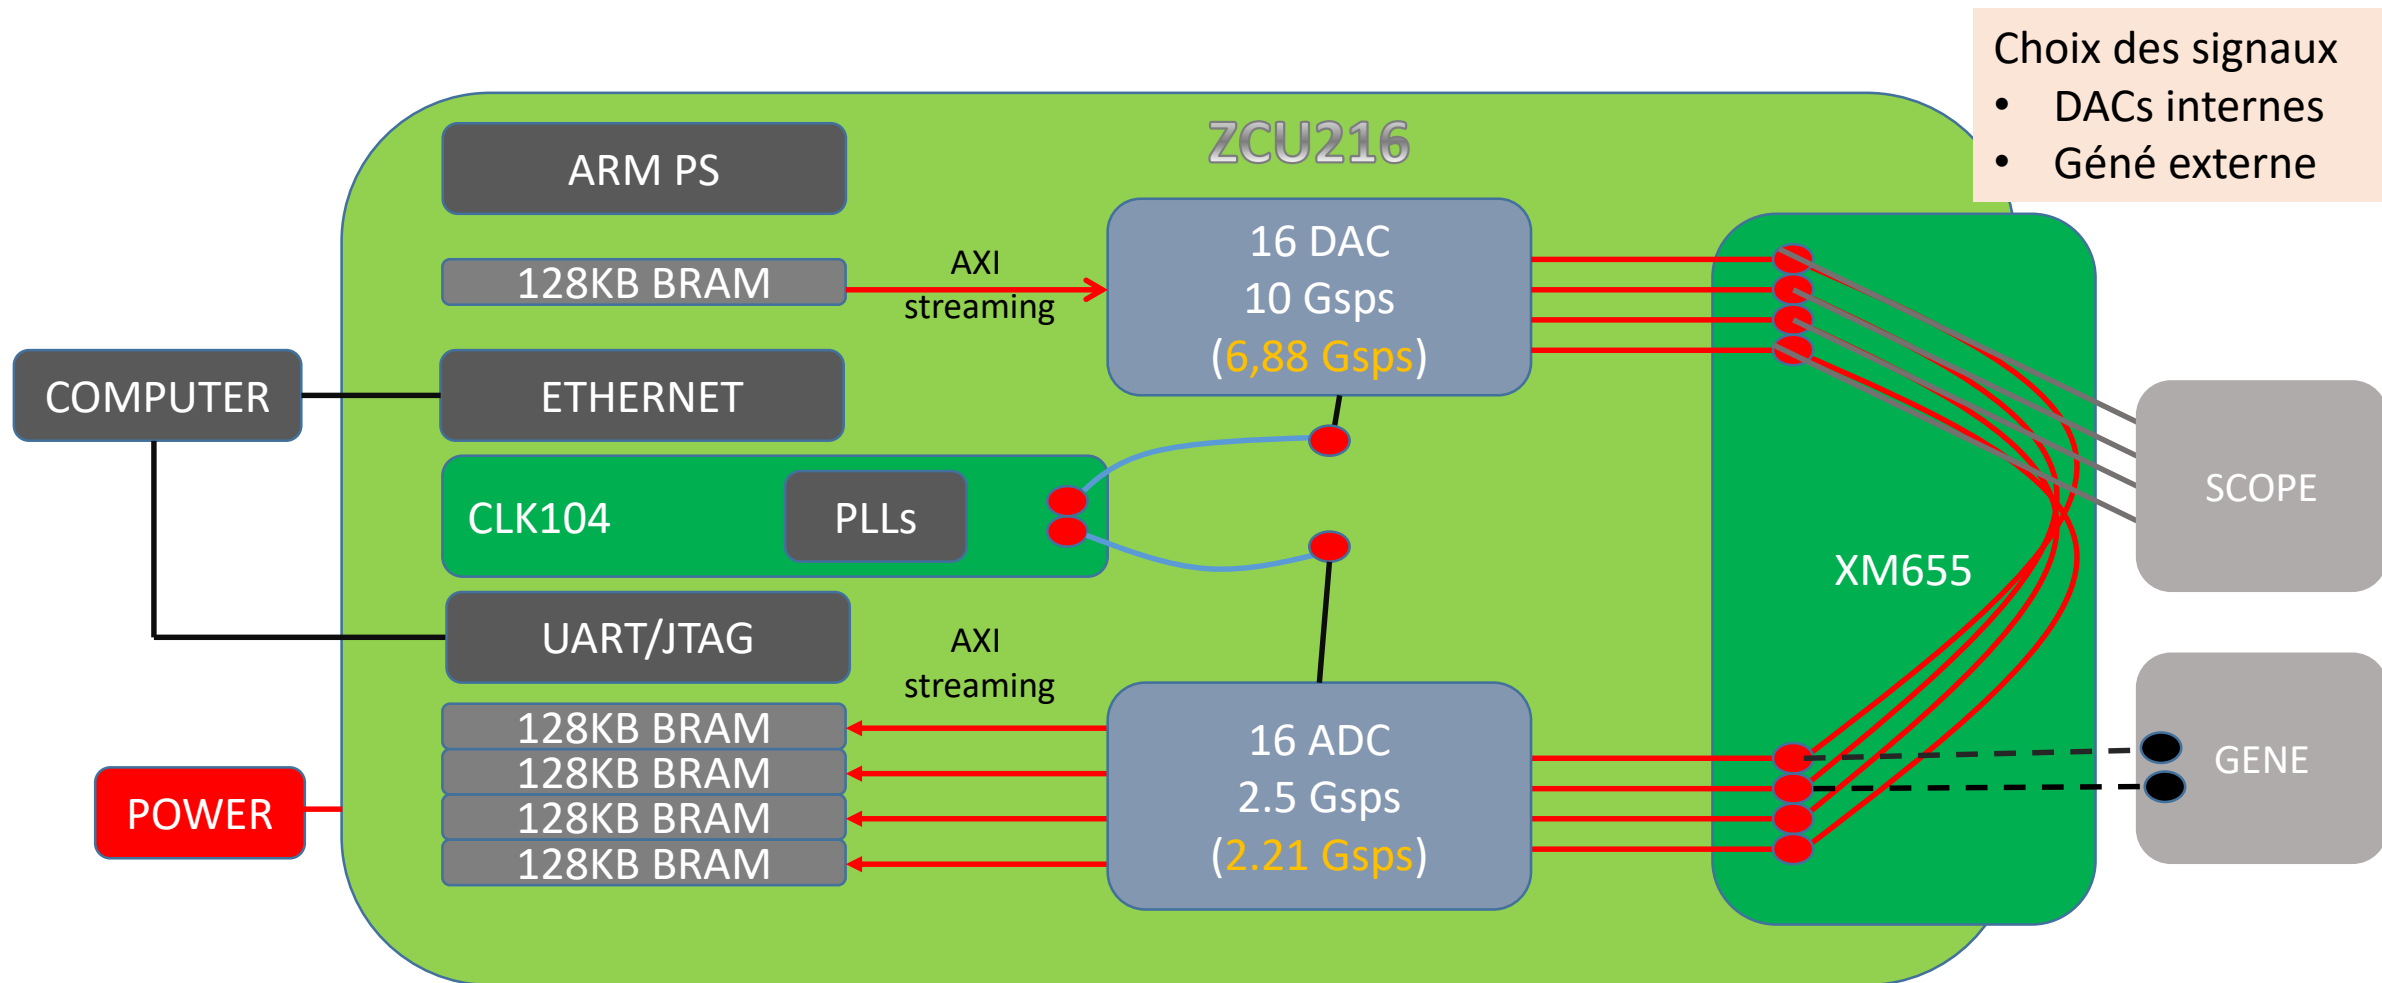 Choix des signaux
• DACs internes
• Géné externe
ZCU216
ARM PS
128KB BRAM
AXI
streaming
16 DAC
10 Gsps
(6,88 Gsps)
COMPUTER
ETHERNET
CLK104
PLLs
SCOPE
XM655
UART/JTAG
AXI
streaming
128KB BRAM
128KB BRAM
128KB BRAM
128KB BRAM
16 ADC
2.5 Gsps
(2.21 Gsps)
GENE
POWER